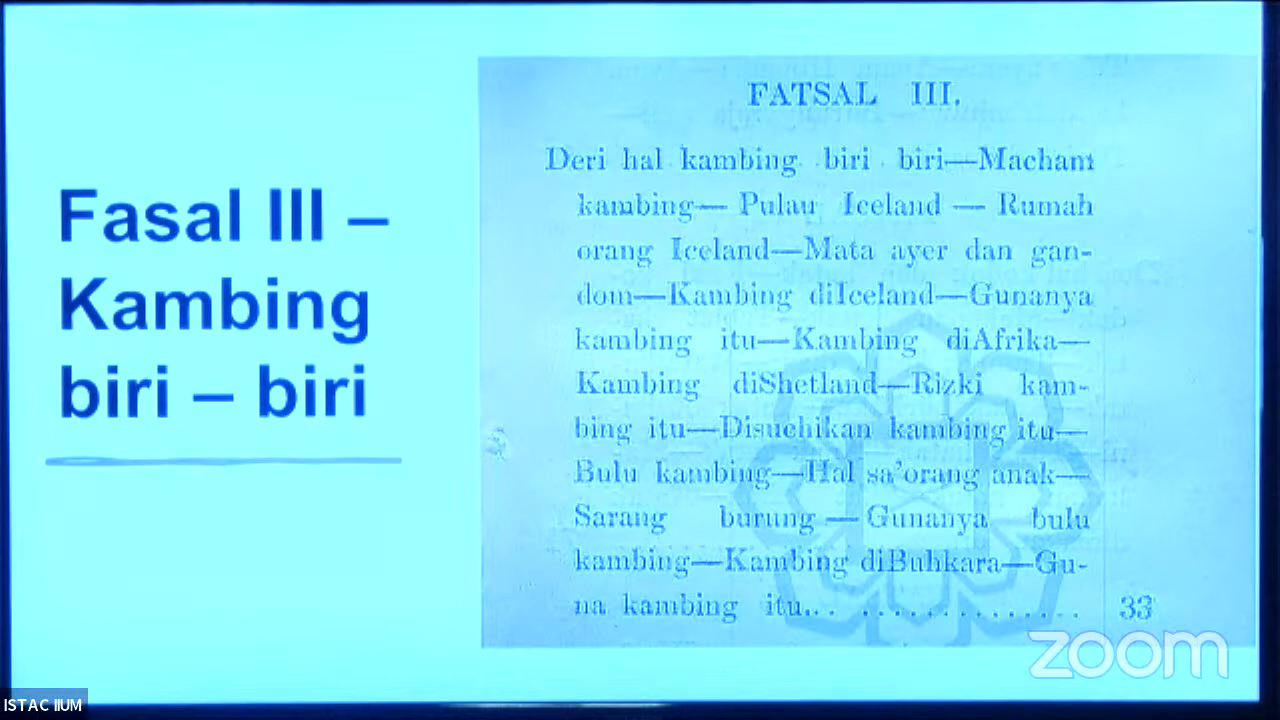 Fasal III –
Kambing
biri – biri
FATSAL III.
Deri hal kambing biri biri—Macham
kambing— Pulau Iceland — Rumah
orang Iceland—Mata ayer dan gan-
dom—Kambing diIceland—Gunanya
kambing itu—Kambing diAfrika—
Kambing diShetland—Rizki kam-
bing itu—Disuchikan kambing itu—
Bulu kambing—Hal sa'orang anak—
Sarang burung — Gunanya bulu
kambing—Kambing diBuhkara—Gu-
na kambing itu... .............. 33
zoom
ISTAC IIUM